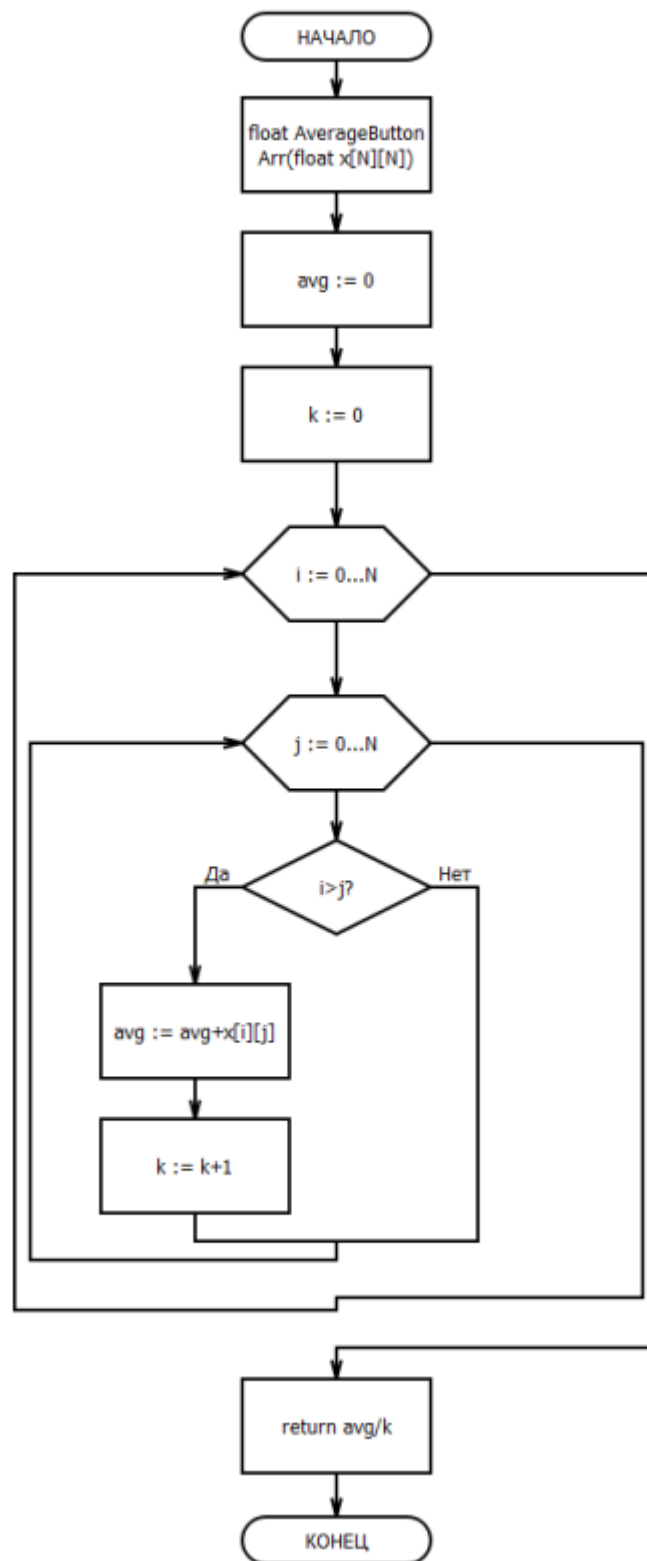 НАЧАЛО
float AverageButton
Arr(float x[N][N])
avg := 0
k := 0
i := 0...N
j := 0...N
Да
i>j?
Нет
avg := avg+x[i][j]
k := k+1
return avg/k
КОНЕЦ